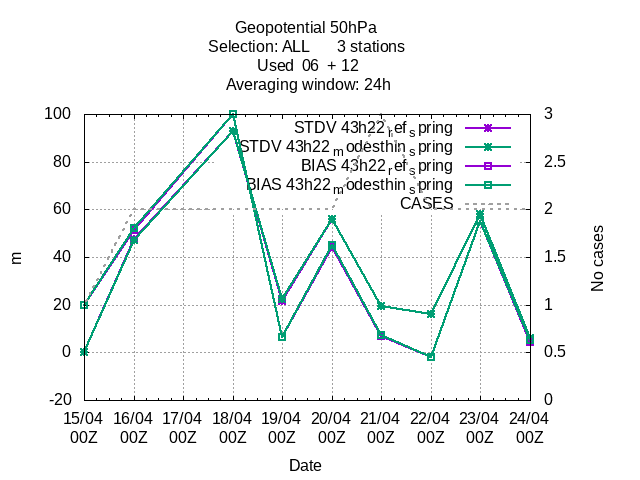 Geopotential 50hPa
Selection: ALL      3 stations
Used  06  + 12
Averaging window: 24h
STDV 43h22_ref_spring
STDV 43h22_modesthin_spring
BIAS 43h22_ref_spring
BIAS 43h22_modesthin_spring
CASES
100
80
60
40
20
0
-20
3
2.5
2
1.5
1
0.5
0
m
No cases
15/04 16/04 17/04 18/04 19/04 20/04 21/04 22/04 23/04 24/04
00Z 00Z 00Z 00Z 00Z 00Z 00Z 00Z 00Z 00Z
Date